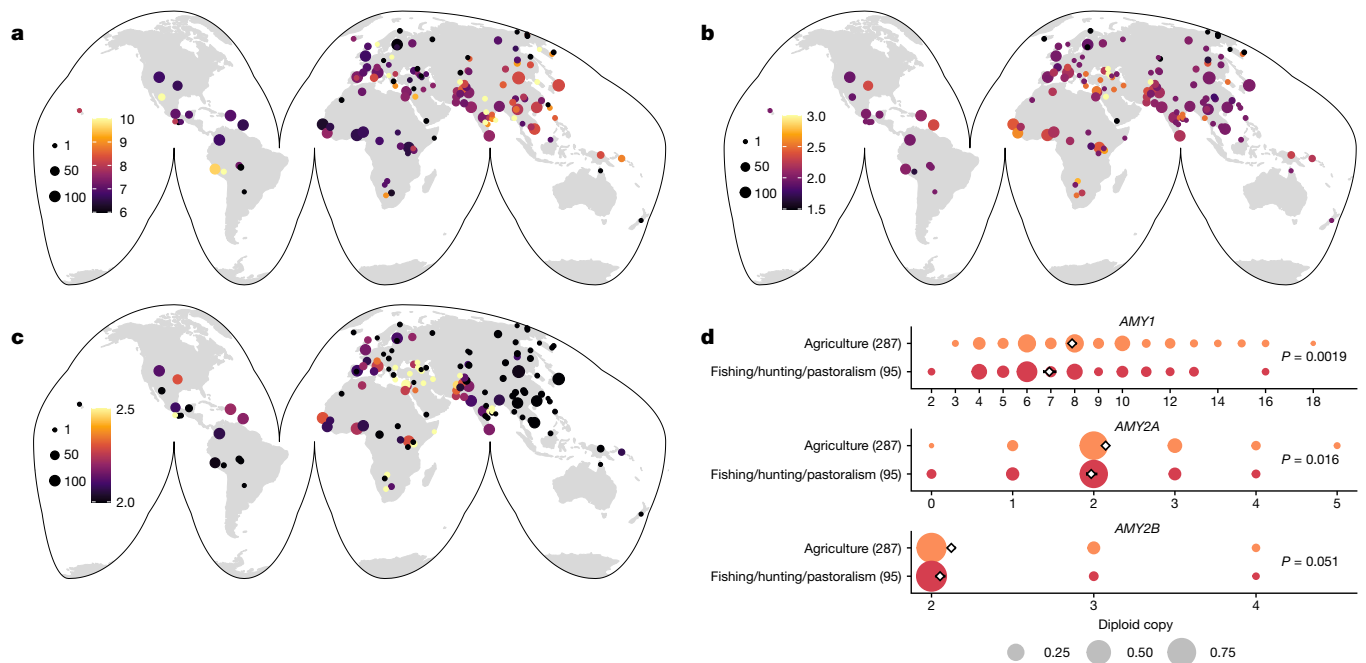 a
10
9
8
7
6
1
50
100
b
3.0
2.5
2.0
1.5
1
50
100
c
2.5
2.0
1
50
100
d
AMY1
Agriculture (287)
Fishing/hunting/pastoralism (95)
P = 0.0019
2 3 4 5 6 7 8 9 10 12 14 16 18
AMY2A
Agriculture (287)
Fishing/hunting/pastoralism (95)
P = 0.016
0 1 2 3 4 5
AMY2B
Agriculture (287)
Fishing/hunting/pastoralism (95)
P = 0.051
2 3 4
Diploid copy
0.25 0.50 0.75